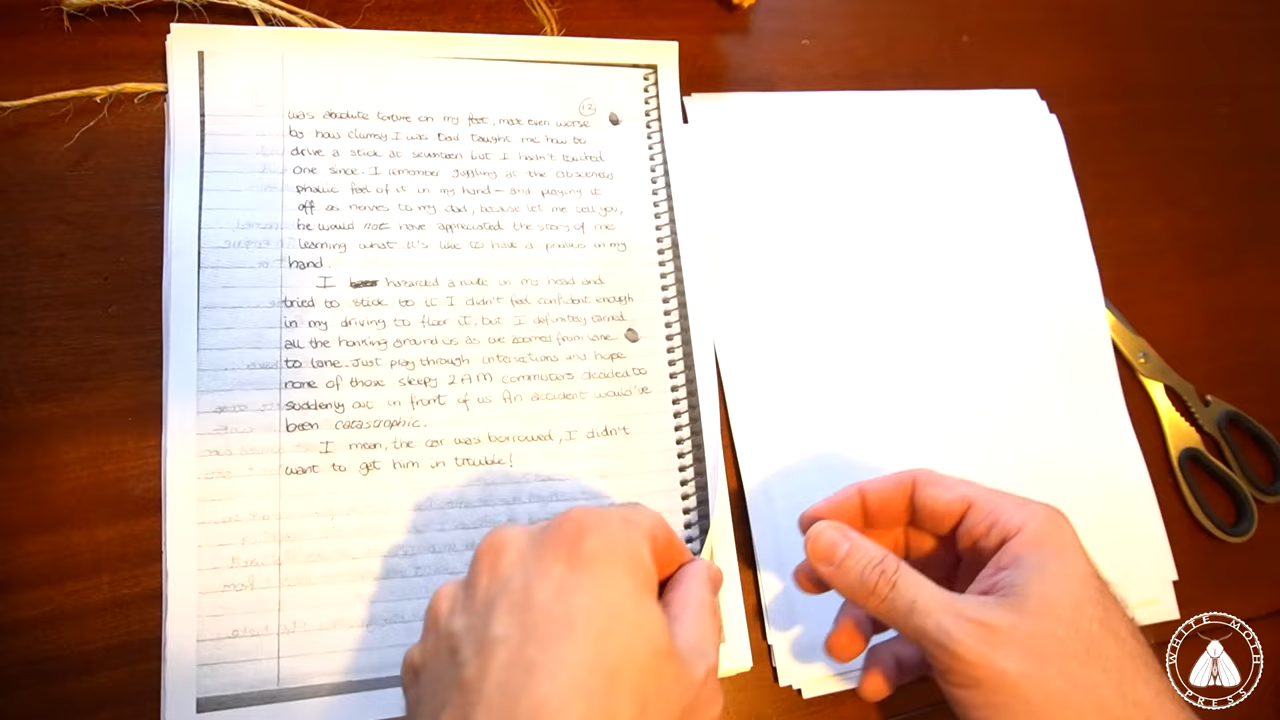 12
was absolute torture on my feet, made even worse
by how clumsy I was. Dad taught me how to
drive a stick at seventeen but I hadn't touched
one since. I remember giggling at the obscenely
phallic feel of it in my hand — and playing it
off as nerves to my dad, because let me tell you,
he would not have appreciated the story of me
learning what it's like to have a phallus in my
hand.
I hazarded a route in my head and
tried to stick to it. I didn't feel confident enough
in my driving to floor it, but I definitely earned
all the honking around us as we zoomed from lane
to lane. Just play through intersections and hope
none of those sleepy 2AM commuters decided to
suddenly cut in front of us. An accident would've
been catastrophic.
I mean, the car was borrowed, I didn't
want to get him in trouble!
WHITE MOTH
PRESS